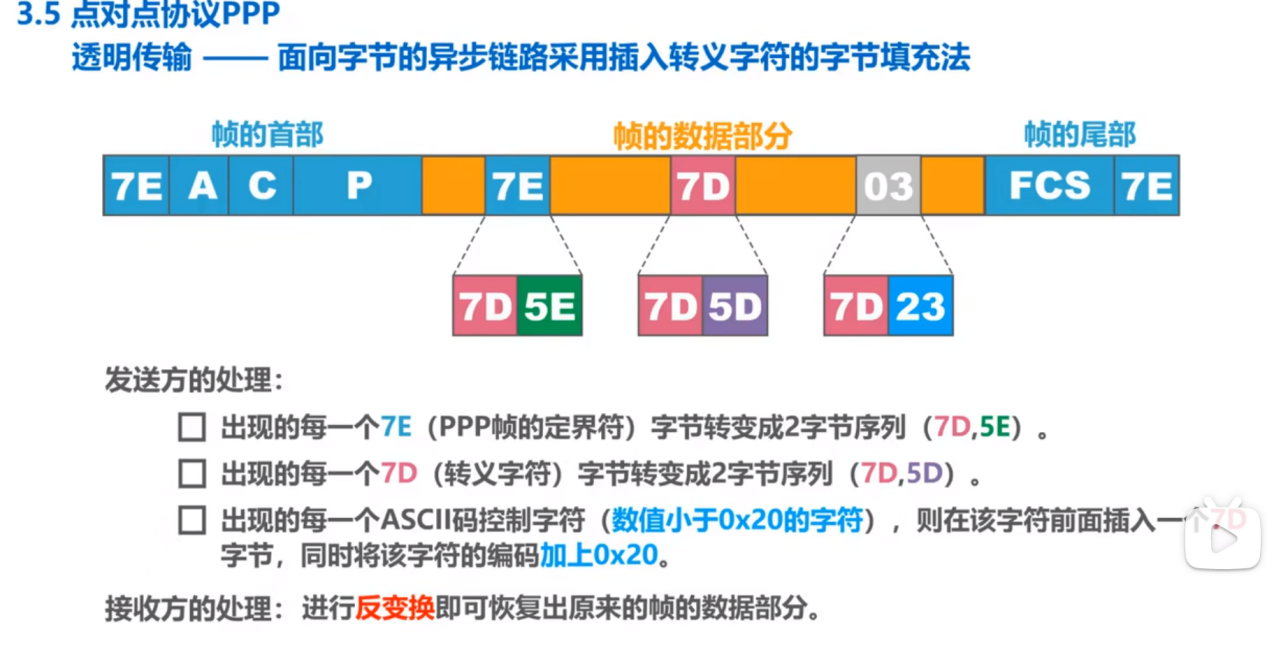 3.5 点对点协议PPP
透明传输 —— 面向字节的异步链路采用插入转义字符的字节填充法
帧的首部 帧的数据部分 帧的尾部
7E A C P 7E 7D 03 FCS 7E
7D 5E 7D 5D 7D 23
发送方的处理：
出现的每一个7E（PPP帧的定界符）字节转变成2字节序列（7D,5E）。
出现的每一个7D（转义字符）字节转变成2字节序列（7D,5D）。
出现的每一个ASCII码控制字符（数值小于0x20的字符），则在该字符前面插入一个7D
字节，同时将该字符的编码加上0x20。
接收方的处理：进行反变换即可恢复出原来的帧的数据部分。